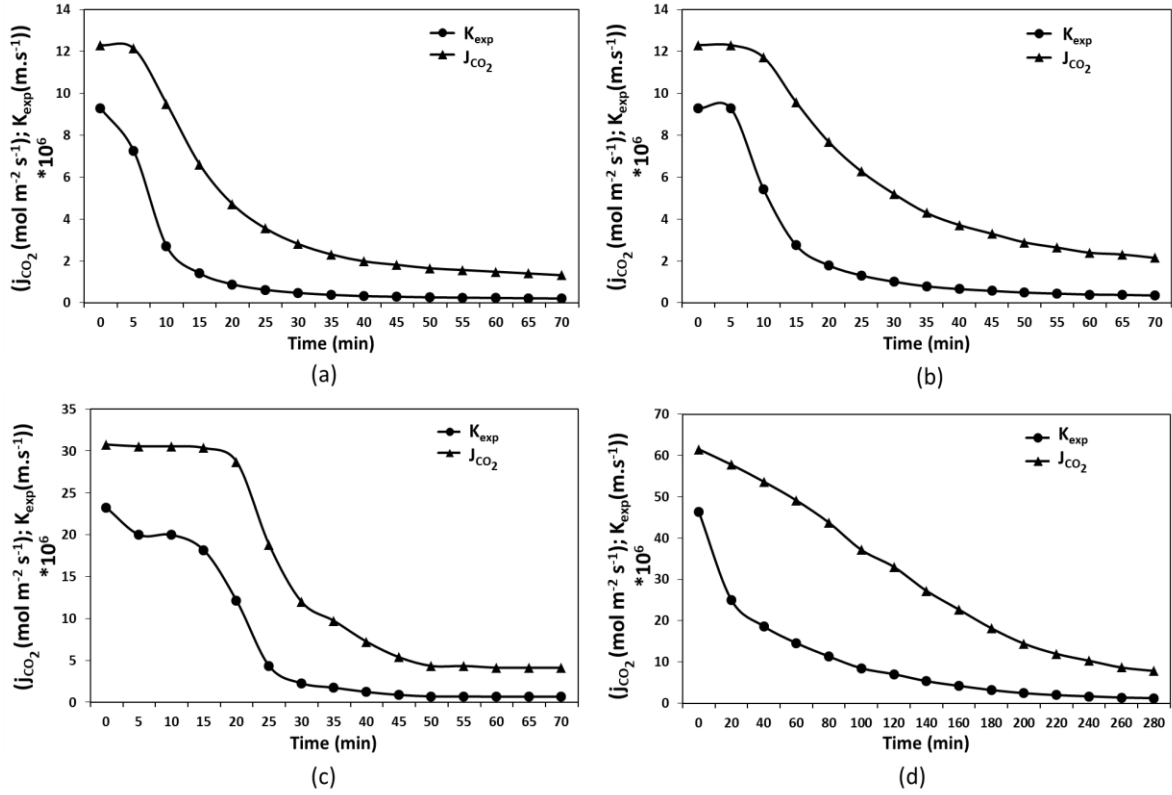 14
12
10
8
6
4
2
0
(jCO2 (mol m-2 s-1); Kexp(m.s-1))
*10^6
Kexp
JCO2
0 5 10 15 20 25 30 35 40 45 50 55 60 65 70
Time (min)
(a)
14
12
10
8
6
4
2
0
(jCO2 (mol m-2 s-1); Kexp(m.s-1))
*10^6
Kexp
JCO2
0 5 10 15 20 25 30 35 40 45 50 55 60 65 70
Time (min)
(b)
35
30
25
20
15
10
5
0
(jCO2 (mol m-2 s-1); Kexp(m.s-1))
*10^6
Kexp
JCO2
0 5 10 15 20 25 30 35 40 45 50 55 60 65 70
Time (min)
(c)
70
60
50
40
30
20
10
0
(jCO2 (mol m-2 s-1); Kexp(m.s-1))
*10^6
Kexp
JCO2
0 20 40 60 80 100 120 140 160 180 200 220 240 260 280
Time (min)
(d)